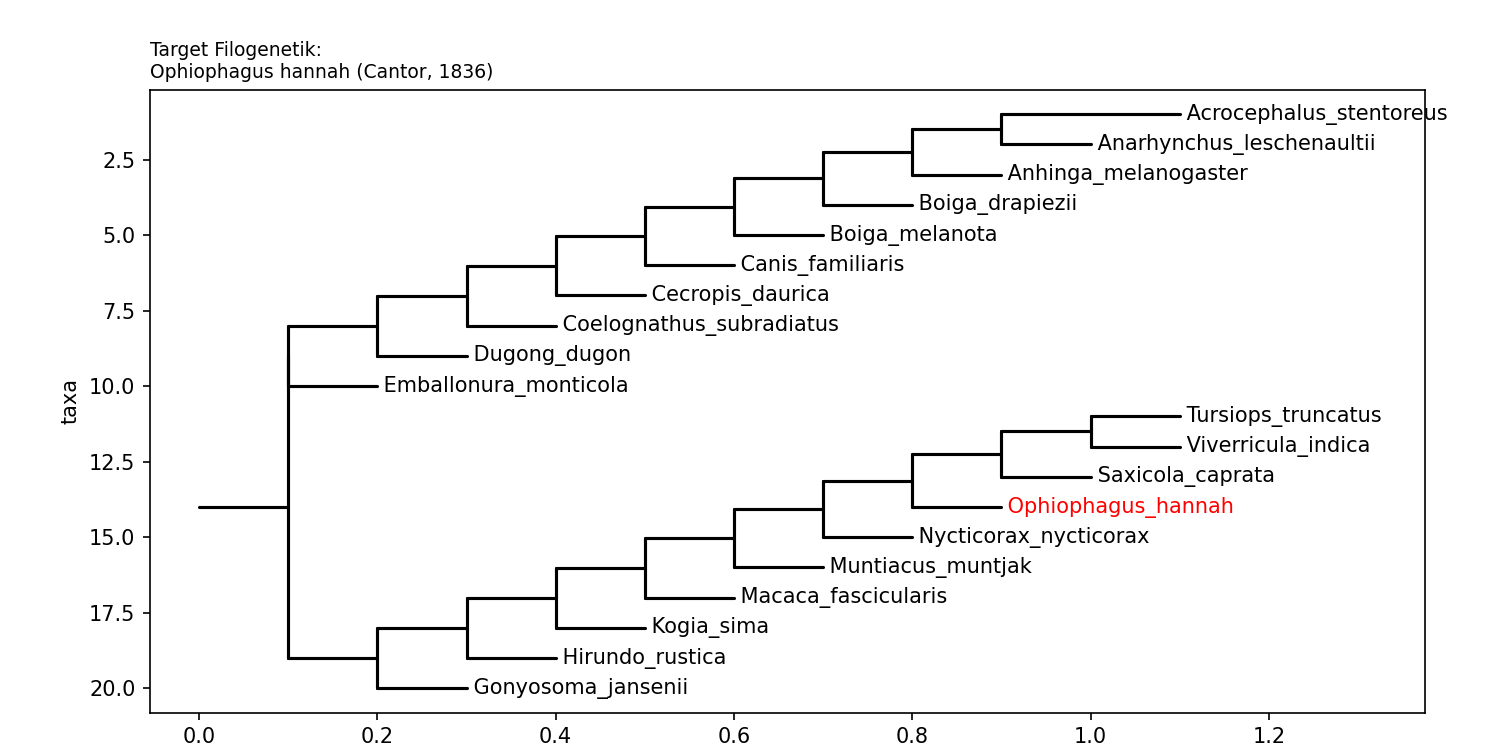 Target Filogenetik:
Ophiophagus hannah (Cantor, 1836)
Acrocephalus_stentoreus
Anarhynchus_leschenaultii
2.5
Anhinga_melanogaster
Boiga_drapiezii
5.0
Boiga_melanota
Canis_familiaris
Cecropis_daurica
7.5
Coelognathus_subradiatus
Dugong_dugon
10.0
Emballonura_monticola
taxa
Tursiops_truncatus
Viverricula_indica
12.5
Saxicola_caprata
Ophiophagus_hannah
15.0
Nycticorax_nycticorax
Muntiacus_muntjak
Macaca_fascicularis
17.5
Kogia_sima
Hirundo_rustica
20.0
Gonyosoma_jansenii
0.0 0.2 0.4 0.6 0.8 1.0 1.2